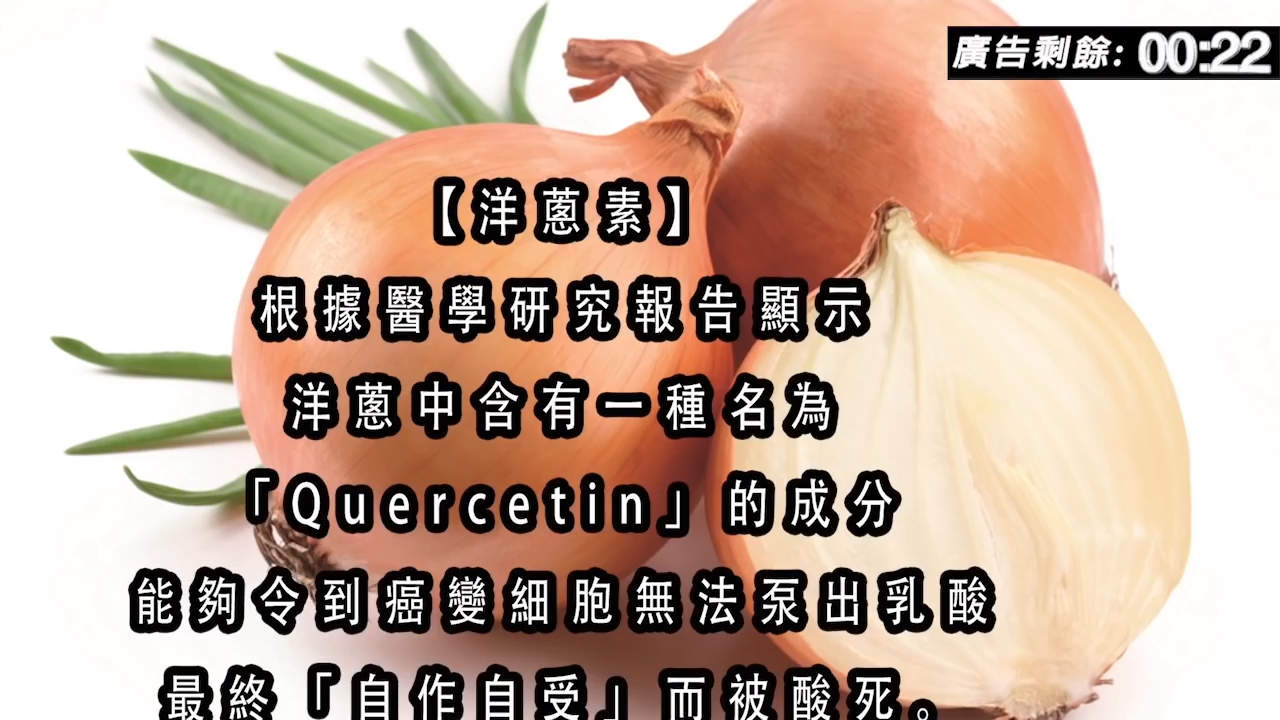 廣告剩餘: 00:22
【洋蔥素】
根據醫學研究報告顯示
洋蔥中含有一種名為
「Quercetin」的成分
能夠令到癌變細胞無法泵出乳酸
最終「自作自受」而被酸死。